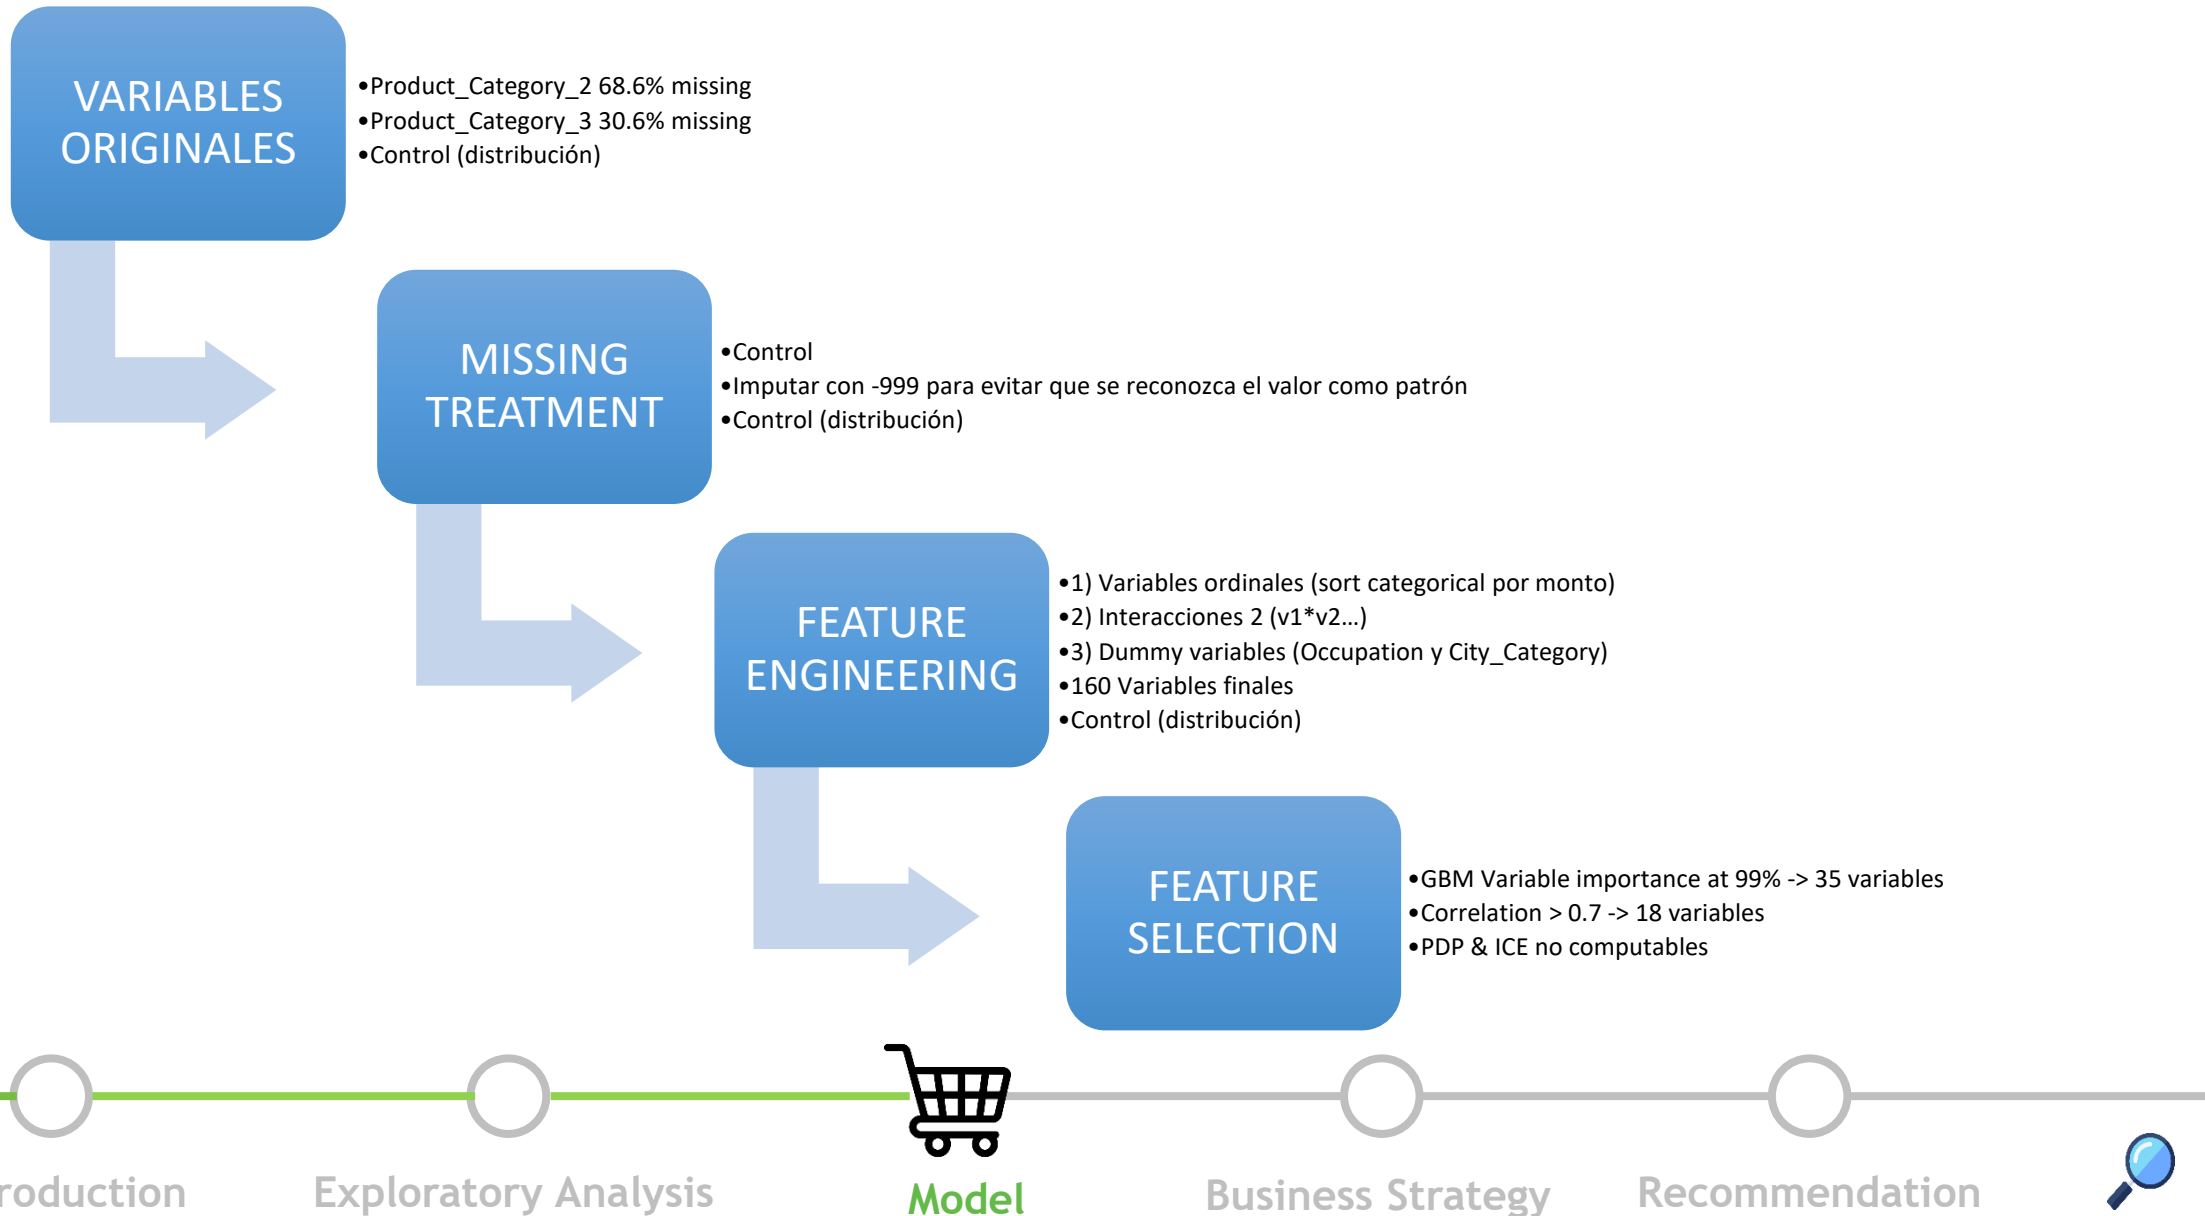 VARIABLES
ORIGINALES
•Product_Category_2 68.6% missing
•Product_Category_3 30.6% missing
•Control (distribución)
MISSING
TREATMENT
•Control
•Imputar con -999 para evitar que se reconozca el valor como patrón
•Control (distribución)
FEATURE
ENGINEERING
•1) Variables ordinales (sort categorical por monto)
•2) Interacciones 2 (v1*v2…)
•3) Dummy variables (Occupation y City_Category)
•160 Variables finales
•Control (distribución)
FEATURE
SELECTION
•GBM Variable importance at 99% -> 35 variables
•Correlation > 0.7 -> 18 variables
•PDP & ICE no computables
roduction
Exploratory Analysis
Model
Business Strategy
Recommendation